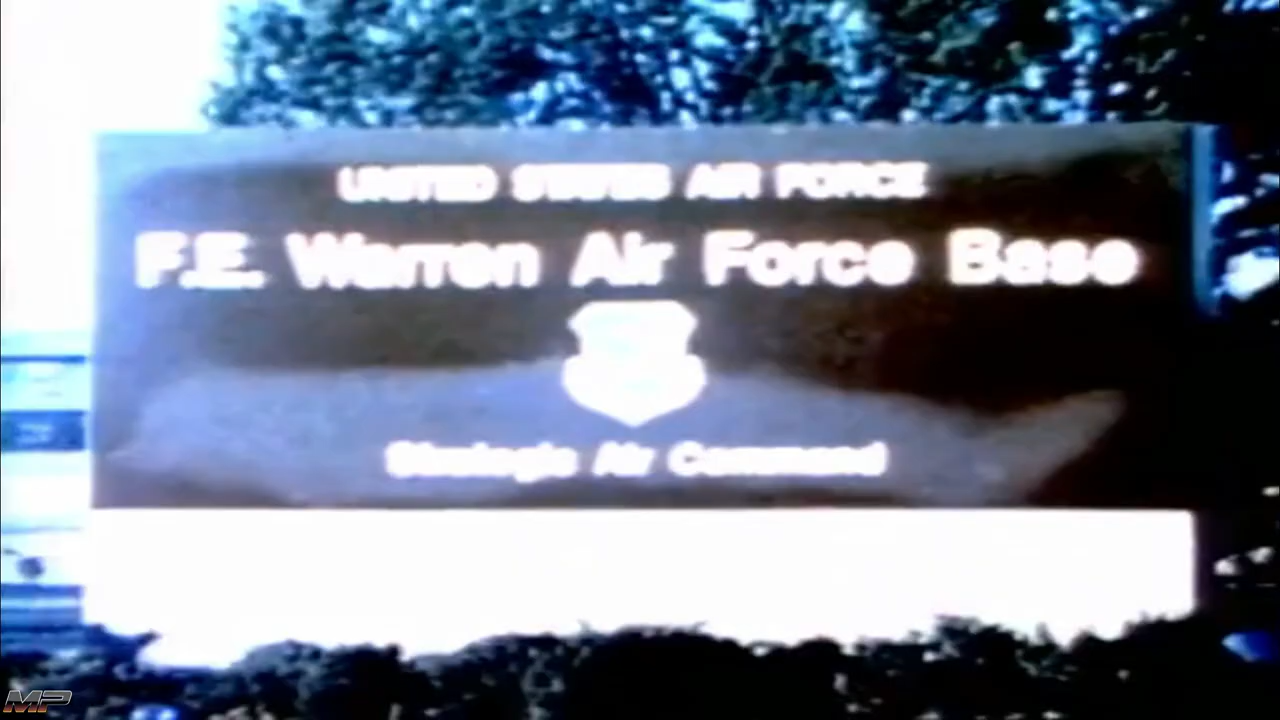 UNITED STATES AIR FORCE
F.E. Warren Air Force Base
Strategic Air Command
MP